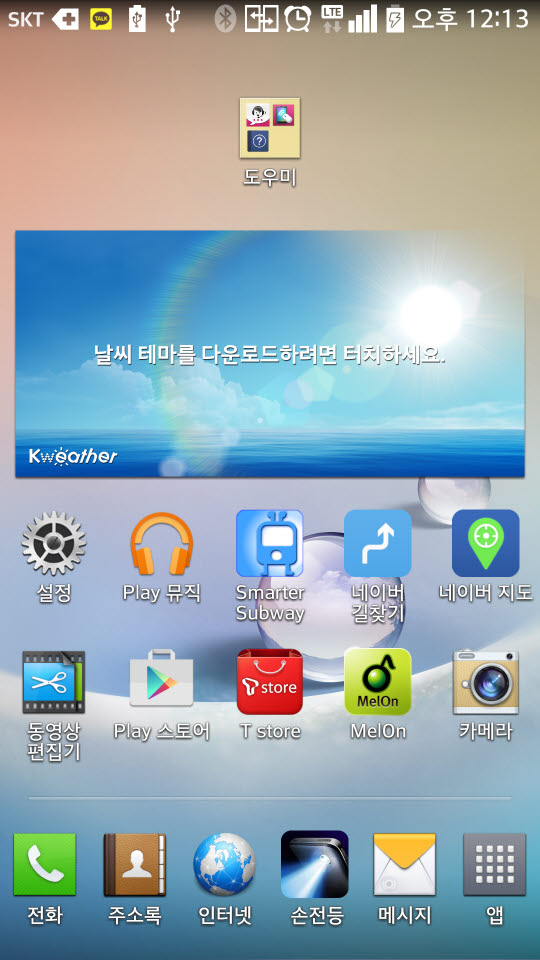 SKT TALK LTE 오후 12:13
도우미
날씨 테마를 다운로드하려면 터치하세요.
Kweather
설정 Play 뮤직 Smarter Subway 네이버 길찾기 네이버 지도
T store MelOn
동영상 편집기 Play 스토어 T store MelOn 카메라
전화 주소록 인터넷 손전등 메시지 앱